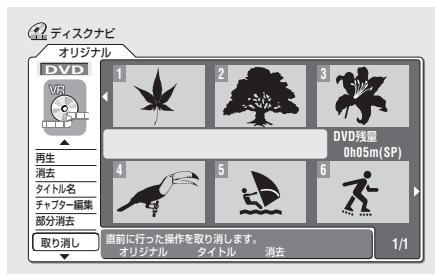 ディスクナビ
オリジナル
DVD
VR
再生
消去
タイトル名
チャプター編集
部分消去
取り消し
1
2
3
DVD残量
0h05m(SP)
4
5
6
直前に行った操作を取り消します。
オリジナル タイトル 消去
1/1